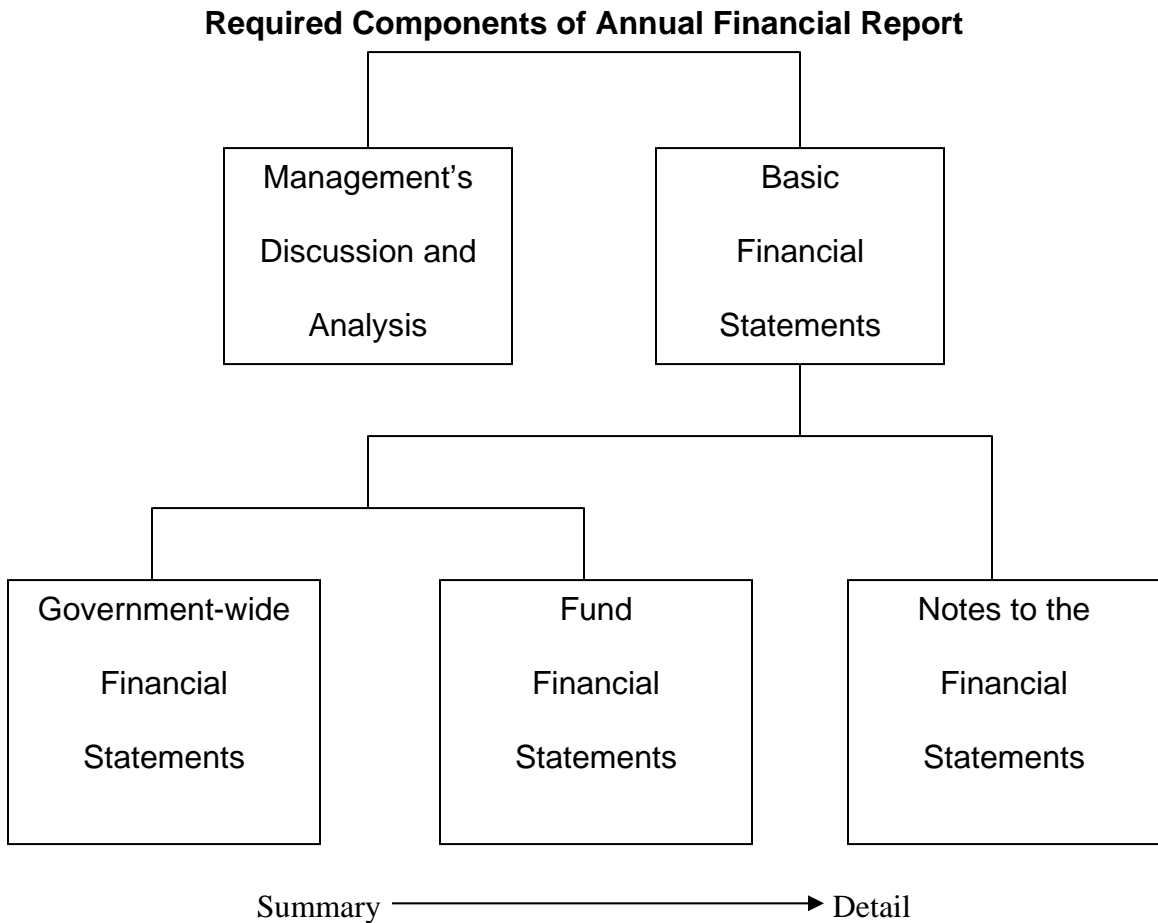 Required Components of Annual Financial Report
Management’s
Discussion and
Analysis
Basic
Financial
Statements
Government-wide
Financial
Statements
Fund
Financial
Statements
Notes to the
Financial
Statements
Summary Detail